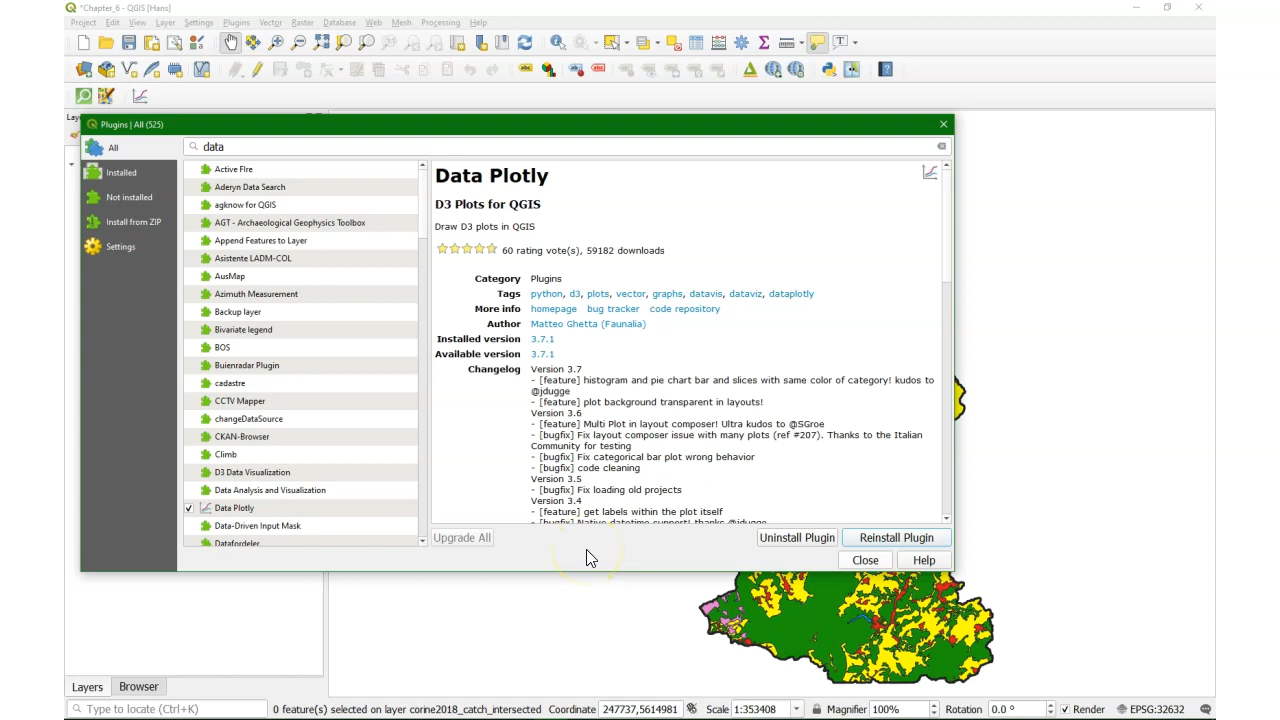 *Chapter_6 - QGIS [Hans]
Project Edit View Layer Settings Plugins Vector Raster Database Web Mesh Processing Help
Plugins | All (525)
All
Installed
Not installed
Install from ZIP
Settings
data
Active Fire
Aderyn Data Search
agknow for QGIS
AGT - Archaeological Geophysics Toolbox
Append Features to Layer
Asistente LADM-COL
AusMap
Azimuth Measurement
Backup layer
Bivariate legend
BOS
Buienradar Plugin
cadastre
CCTV Mapper
changeDataSource
CKAN-Browser
Climb
D3 Data Visualization
Data Analysis and Visualization
Data Plotly
Data-Driven Input Mask
Datafordeler
Data Plotly
D3 Plots for QGIS
Draw D3 plots in QGIS
60 rating vote(s), 59182 downloads
Category Plugins
Tags python, d3, plots, vector, graphs, datavis, dataviz, dataplotly
More info homepage bug tracker code repository
Author Matteo Ghetta (Faunalia)
Installed version 3.7.1
Available version 3.7.1
Changelog Version 3.7
- [feature] histogram and pie chart bar and slices with same color of category! kudos to
@jdugge
- [feature] plot background transparent in layouts!
Version 3.6
- [feature] Multi Plot in layout composer! Ultra kudos to @SGroe
- [bugfix] Fix layout composer issue with many plots (ref #207). Thanks to the Italian
Community for testing
- [bugfix] Fix categorical bar plot wrong behavior
- [bugfix] code cleaning
Version 3.5
- [bugfix] Fix loading old projects
Version 3.4
- [feature] get labels within the plot itself
- [bugfix] Native datetime support! thanks @jdugge
Upgrade All Uninstall Plugin Reinstall Plugin
Close Help
Layers Browser
Type to locate (Ctrl+K) 0 feature(s) selected on layer corine2018_catch_intersected Coordinate 247737,5614981 Scale 1:353408 Magnifier 100% Rotation 0.0 ° Render EPSG:32632